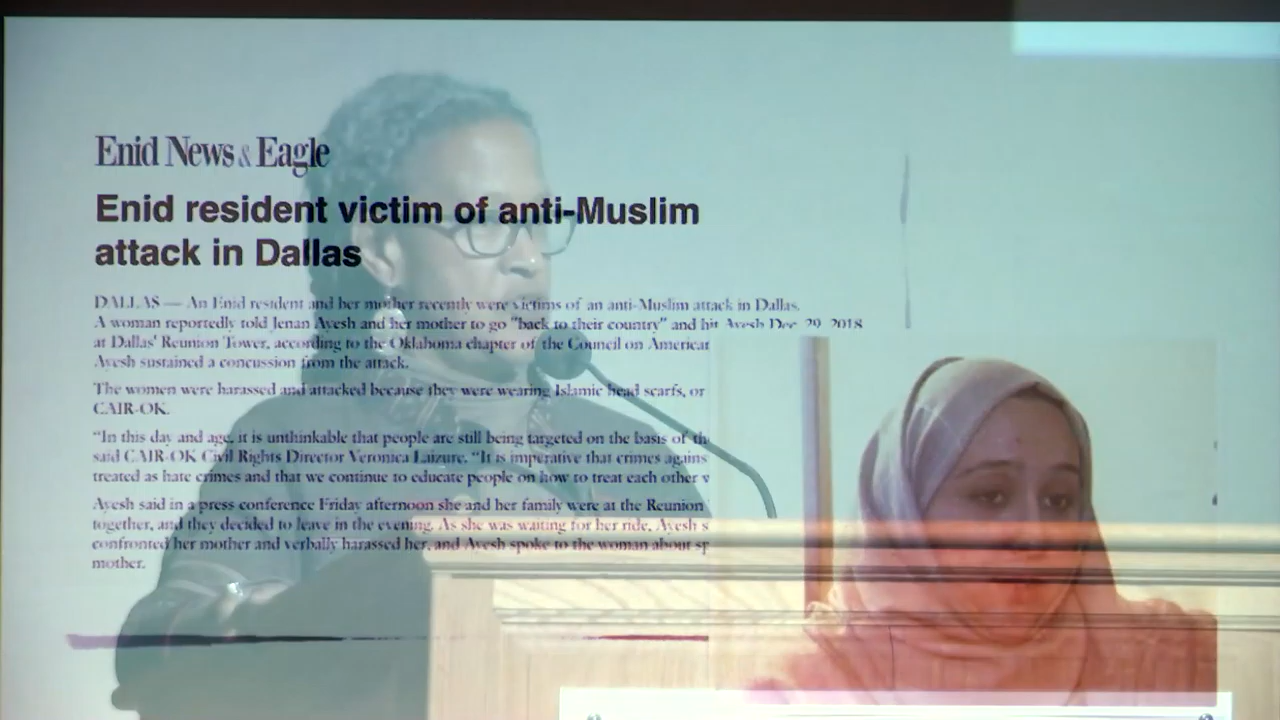 Enid News & Eagle
Enid resident victim of anti-Muslim
attack in Dallas
DALLAS — An Enid resident and her mother recently were victims of an anti-Muslim attack in Dallas.
A woman reportedly told Jenan Ayesh and her mother to go "back to their country" and hit Ayesh Dec. 29, 2018
at Dallas' Reunion Tower, according to the Oklahoma chapter of the Council on American
Ayesh sustained a concussion from the attack.
The women were harassed and attacked because they were wearing Islamic head scarfs, or
CAIR-OK.
“In this day and age, it is unthinkable that people are still being targeted on the basis of
said CAIR-OK Civil Rights Director Veronica Laizure. “It is imperative that crimes agains
treated as hate crimes and that we continue to educate people on how to treat each other
Ayesh said in a press conference Friday afternoon she and her family were at the Reunion
together, and they decided to leave in the evening. As she was waiting for her ride, Ayesh s
confronted her mother and verbally harassed her, and Ayesh spoke to the woman about sp
mother.